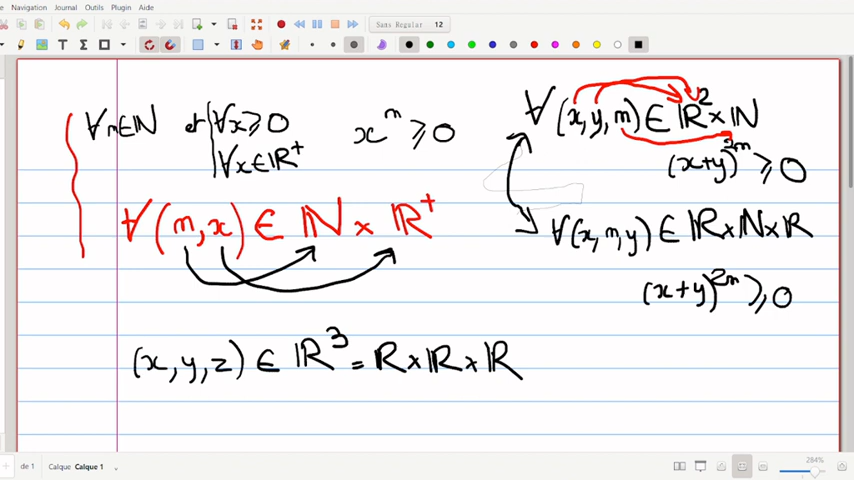 Navigation Journal Outils Plugin Aide
Sans Regular 12
∀n∈ℕ et ∀x⩾0
∀x∈ℝ⁺
xⁿ ⩾ 0
∀(n, x) ∈ ℕ × ℝ⁺
(x, y, z) ∈ ℝ³ = ℝ×ℝ×ℝ
∀(x, y, n) ∈ ℝ² × ℕ
(x+y)²ⁿ ⩾ 0
∀(x, n, y) ∈ ℝ×ℕ×ℝ
(x+y)²ⁿ ⩾ 0
de 1 Calque Calque 1 284%